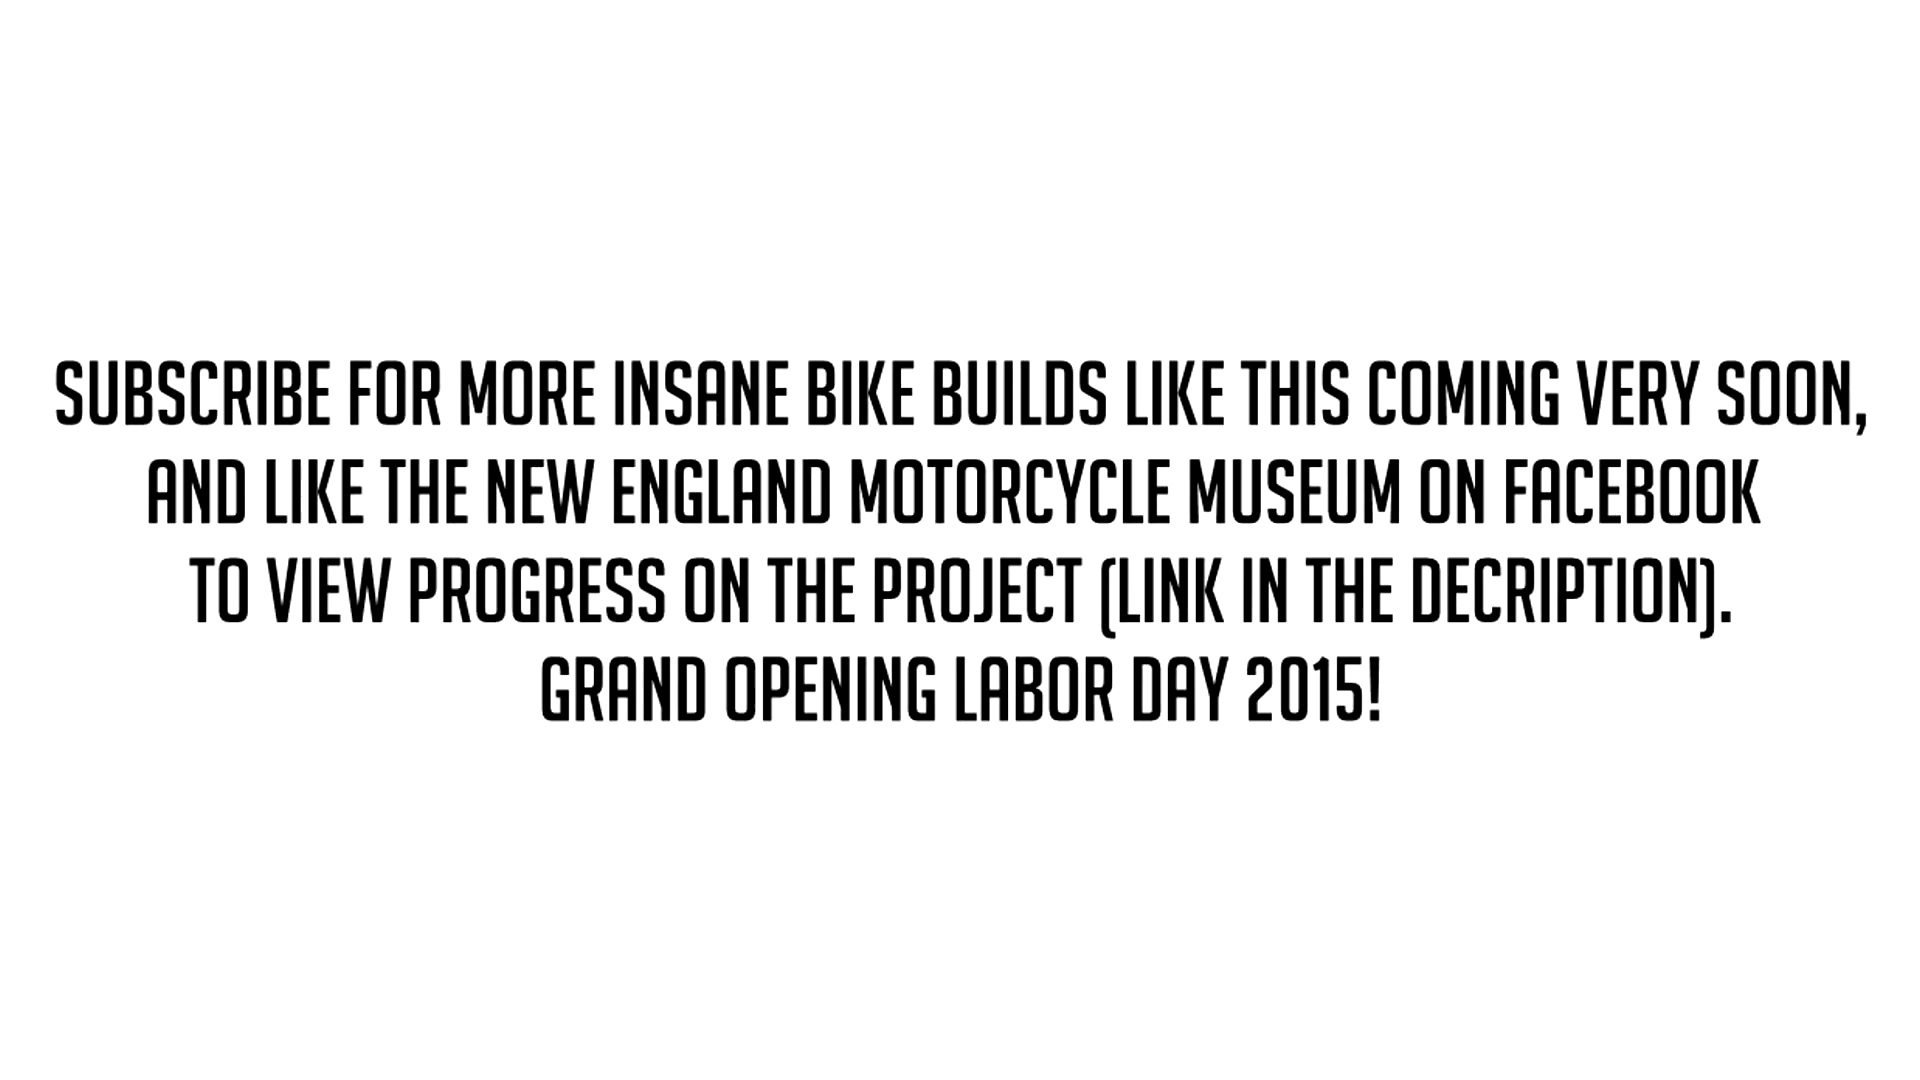 SUBSCRIBE FOR MORE INSANE BIKE BUILDS LIKE THIS COMING VERY SOON,
AND LIKE THE NEW ENGLAND MOTORCYCLE MUSEUM ON FACEBOOK
TO VIEW PROGRESS ON THE PROJECT (LINK IN THE DECRIPTION).
GRAND OPENING LABOR DAY 2015!